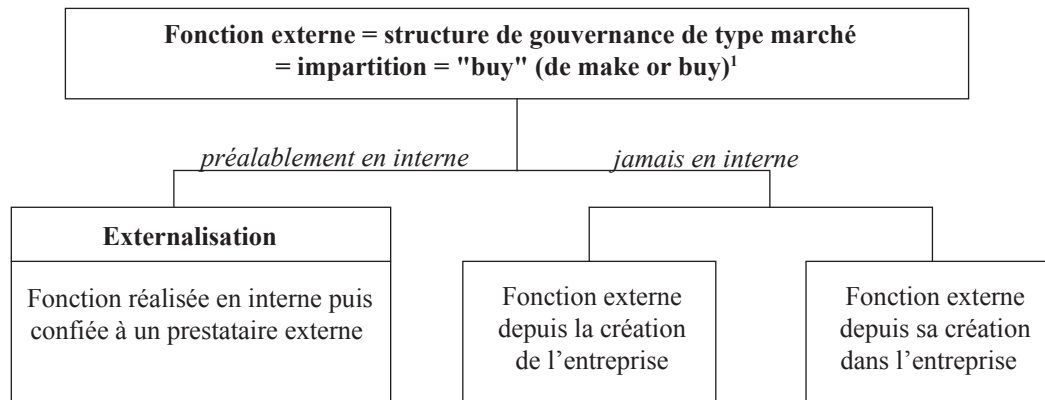 Fonction externe = structure de gouvernance de type marché
= impartition = "buy" (de make or buy)¹
préalablement en interne
jamais en interne
Externalisation
Fonction réalisée en interne puis
confiée à un prestataire externe
Fonction externe
depuis la création
de l’entreprise
Fonction externe
depuis sa création
dans l’entreprise